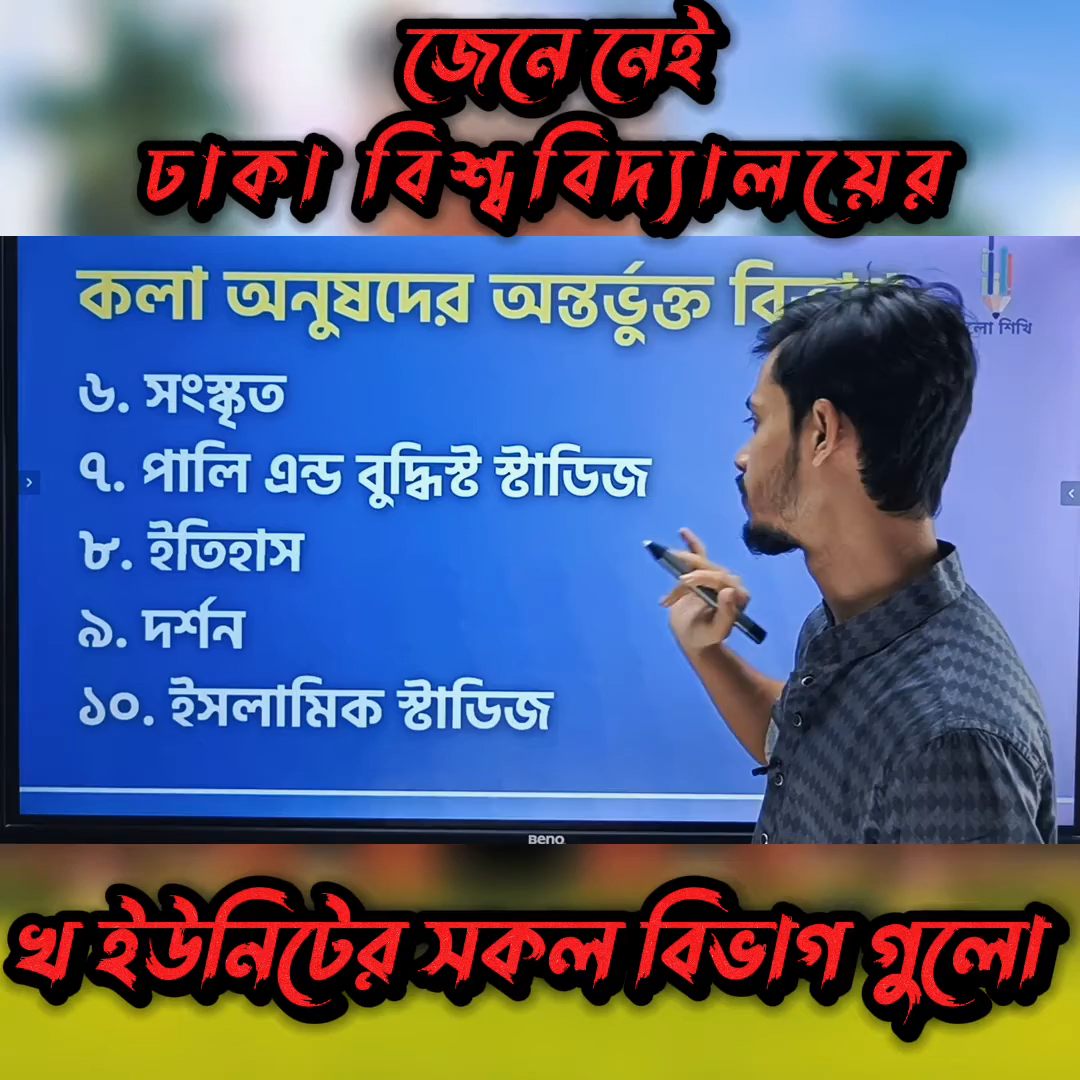 জেনে নেই
ঢাকা বিশ্ববিদ্যালয়ের
কলা অনুষদের অন্তর্ভুক্ত
শিখি
৬. সংস্কৃত
৭. পালি এন্ড বুদ্ধিস্ট স্টাডিজ
৮. ইতিহাস
৯. দর্শন
১০. ইসলামিক স্টাডিজ
BenQ
খ ইউনিটের সকল বিভাগ গুলো